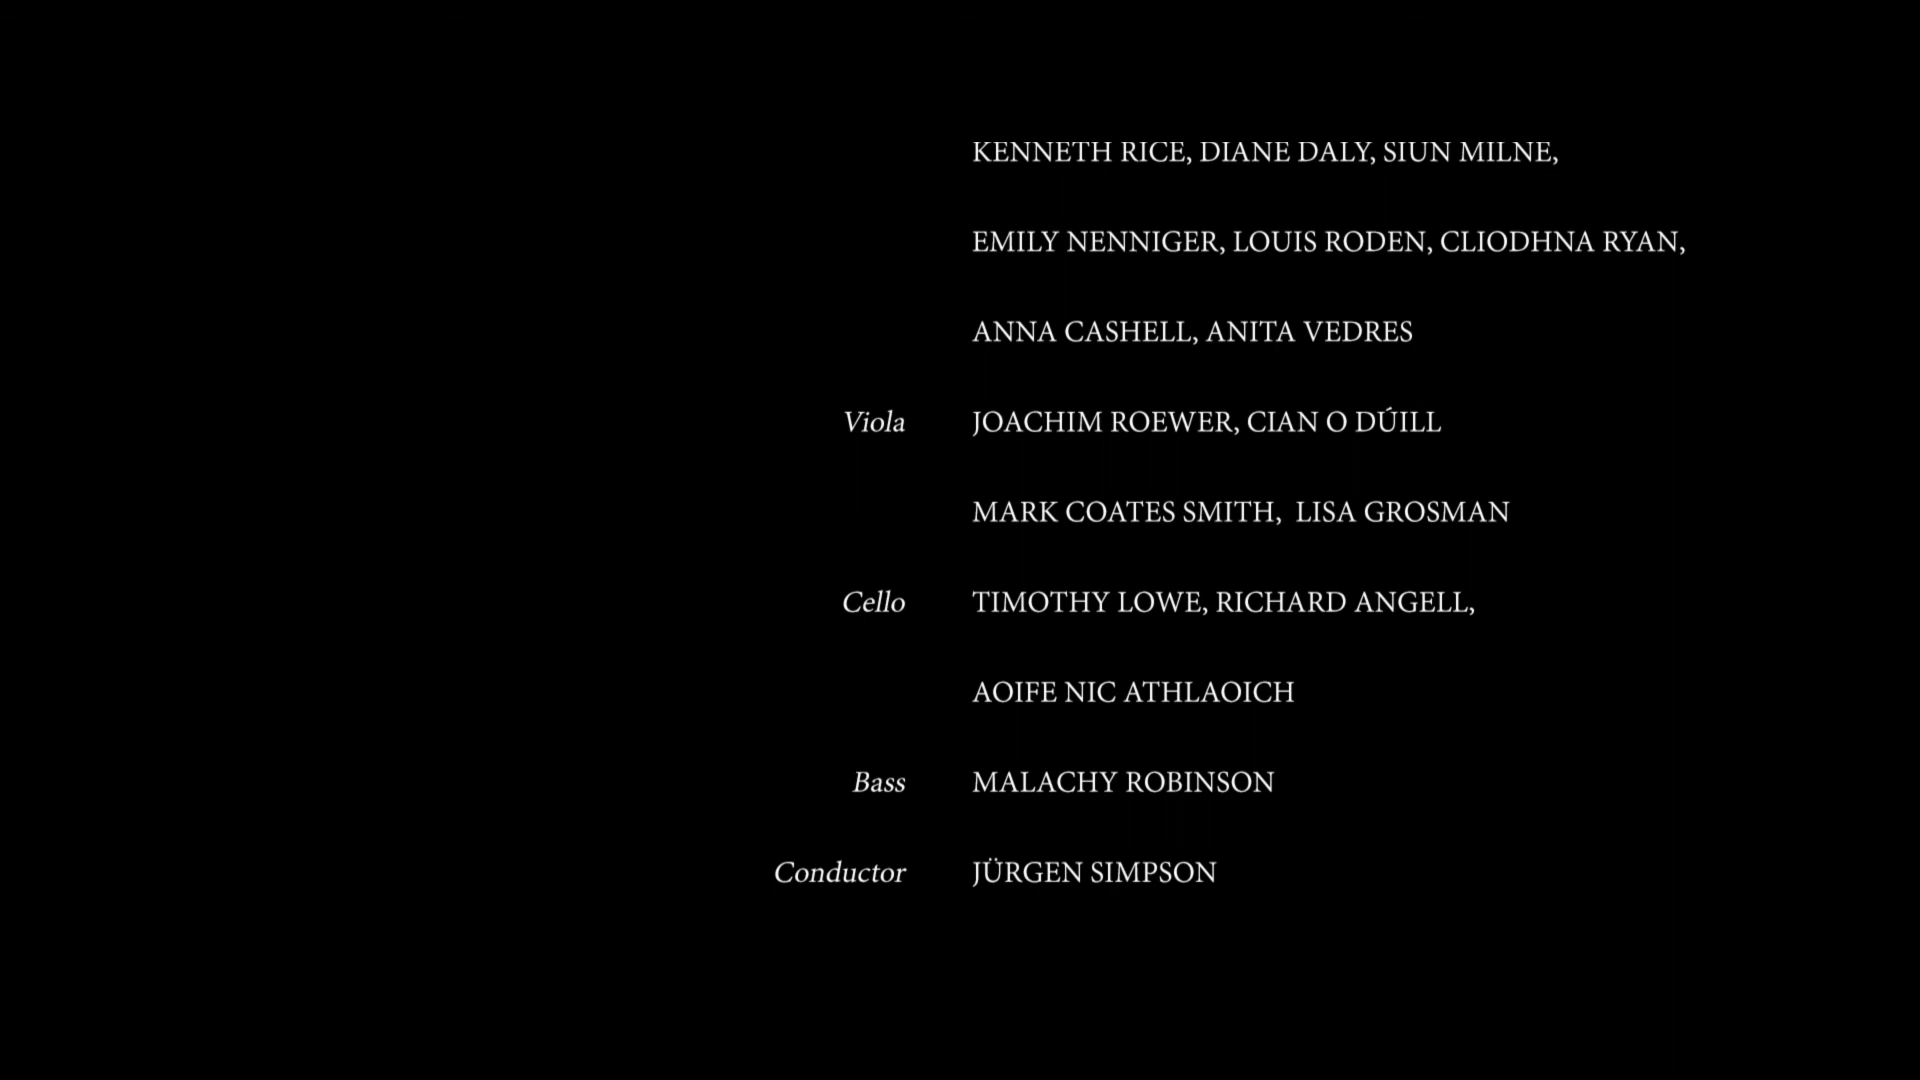 KENNETH RICE, DIANE DALY, SIUN MILNE,
EMILY NENNIGER, LOUIS RODEN, CLIODHNA RYAN,
ANNA CASHELL, ANITA VEDRES
Viola JOACHIM ROEWER, CIAN O DÚILL
MARK COATES SMITH, LISA GROSMAN
Cello TIMOTHY LOWE, RICHARD ANGELL,
AOIFE NIC ATHLAOICH
Bass MALACHY ROBINSON
Conductor JÜRGEN SIMPSON